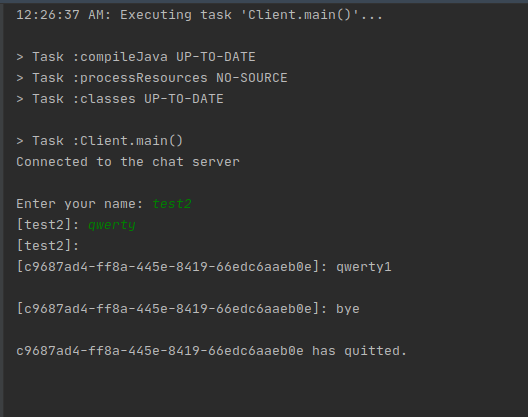 12:26:37 AM: Executing task 'Client.main()'...
> Task :compileJava UP-TO-DATE
> Task :processResources NO-SOURCE
> Task :classes UP-TO-DATE
> Task :Client.main()
Connected to the chat server
Enter your name: test2
[test2]: qwerty
[test2]:
[c9687ad4-ff8a-445e-8419-66edc6aaeb0e]: qwerty1
[c9687ad4-ff8a-445e-8419-66edc6aaeb0e]: bye
c9687ad4-ff8a-445e-8419-66edc6aaeb0e has quitted.